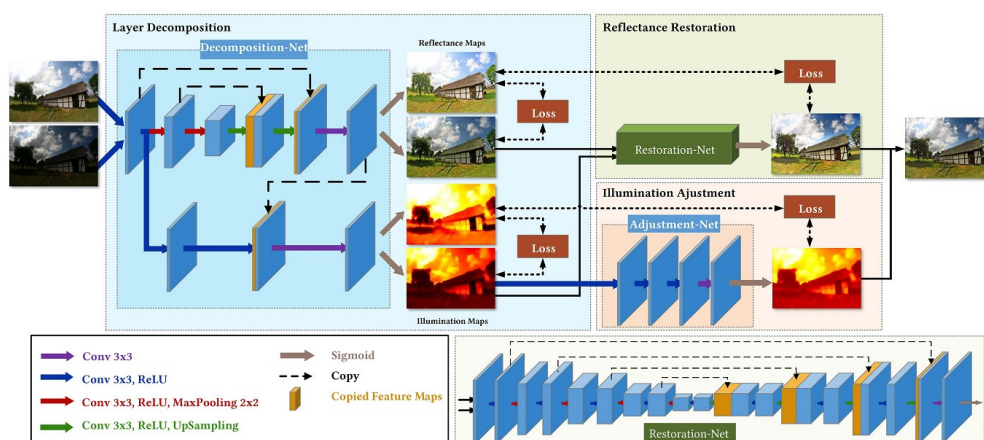 Layer Decomposition
Decomposition-Net
Reflectance Maps
Loss
Loss
Illumination Maps
Reflectance Restoration
Loss
Restoration-Net
Illumination Ajustment
Loss
Adjustment-Net
Conv 3x3
Conv 3x3, ReLU
Conv 3x3, ReLU, MaxPooling 2x2
Conv 3x3, ReLU, UpSampling
Sigmoid
Copy
Copied Feature Maps
Restoration-Net